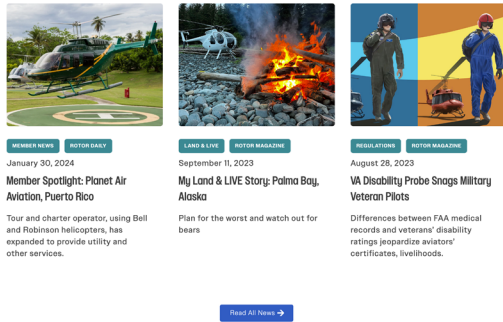 MEMBER NEWS ROTOR DAILY
January 30, 2024
Member Spotlight: Planet Air
Aviation, Puerto Rico
Tour and charter operator, using Bell
and Robinson helicopters, has
expanded to provide utility and
other services.
LAND & LIVE ROTOR MAGAZINE
September 11, 2023
My Land & LIVE Story: Palma Bay,
Alaska
Plan for the worst and watch out for
bears
REGULATIONS ROTOR MAGAZINE
August 28, 2023
VA Disability Probe Snags Military
Veteran Pilots
Differences between FAA medical
records and veterans' disability
ratings jeopardize aviators'
certificates, livelihoods.
Read All News →